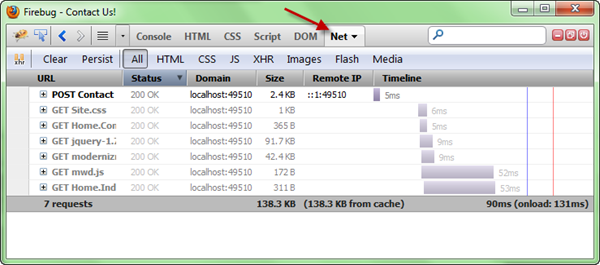 Firebug - Contact Us!
Console HTML CSS Script DOM Net
Clear Persist All HTML CSS JS XHR Images Flash Media
URL Status Domain Size Remote IP Timeline
POST Contact 200 OK localhost:49510 2.4 KB ::1:49510 5ms
GET Site.css 200 OK localhost:49510 1 KB 6ms
GET Home.Con 200 OK localhost:49510 365 B 5ms
GET jquery-1.7 200 OK localhost:49510 91.7 KB 9ms
GET moderniz 200 OK localhost:49510 42.4 KB 9ms
GET mwd.js 200 OK localhost:49510 172 B 52ms
GET Home.Ind 200 OK localhost:49510 311 B 53ms
7 requests 138.3 KB (138.3 KB from cache) 90ms (onload: 131ms)